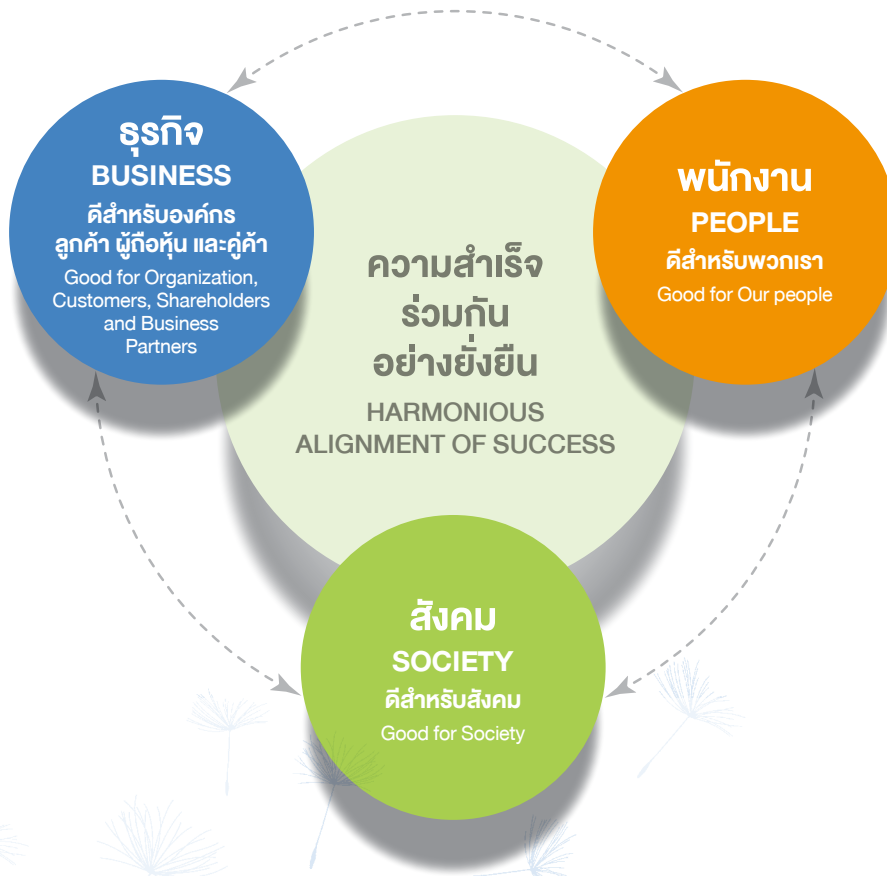 ธุรกิจ
BUSINESS
ดีสำหรับองค์กร
ลูกค้า ผู้ถือหุ้น และคู่ค้า
Good for Organization,
Customers, Shareholders
and Business
Partners
พนักงาน
PEOPLE
ดีสำหรับพวกเรา
Good for Our people
ความสำเร็จ
ร่วมกัน
อย่างยั่งยืน
HARMONIOUS
ALIGNMENT OF SUCCESS
สังคม
SOCIETY
ดีสำหรับสังคม
Good for Society